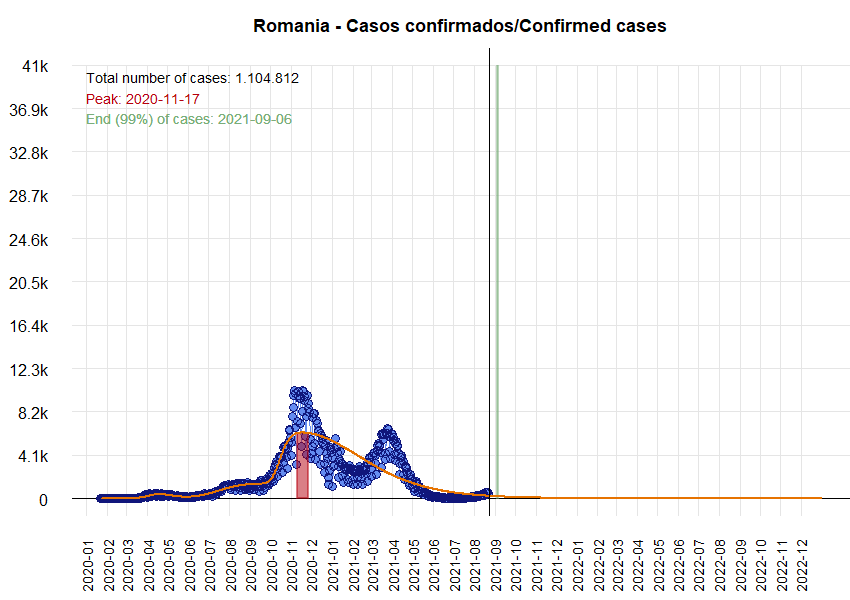 Romania - Casos confirmados/Confirmed cases
41k
36.9k
32.8k
28.7k
24.6k
20.5k
16.4k
12.3k
8.2k
4.1k
0
Total number of cases: 1.104.812
Peak: 2020-11-17
End (99%) of cases: 2021-09-06
2020-01
2020-02
2020-03
2020-04
2020-05
2020-06
2020-07
2020-08
2020-09
2020-10
2020-11
2020-12
2021-01
2021-02
2021-03
2021-04
2021-05
2021-06
2021-07
2021-08
2021-09
2021-10
2021-11
2021-12
2022-01
2022-02
2022-03
2022-04
2022-05
2022-06
2022-07
2022-08
2022-09
2022-10
2022-11
2022-12